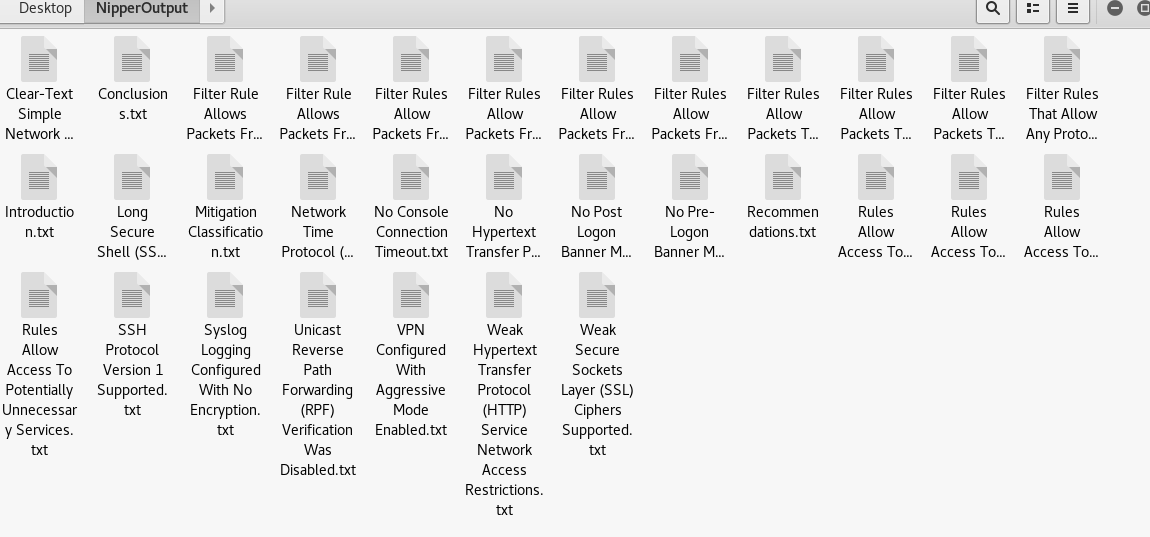 Desktop
NipperOutput
Clear-Text
Simple
Network ...
Conclusion
s.txt
Filter Rule
Allows
Packets Fr...
Filter Rule
Allows
Packets Fr...
Filter Rules
Allow
Packets Fr...
Filter Rules
Allow
Packets Fr...
Filter Rules
Allow
Packets Fr...
Filter Rules
Allow
Packets Fr...
Filter Rules
Allow
Packets T...
Filter Rules
Allow
Packets T...
Filter Rules
Allow
Packets T...
Filter Rules
That Allow
Any Proto...
Introductio
n.txt
Long
Secure
Shell (SS...
Mitigation
Classificatio
n.txt
Network
Time
Protocol (...
No Console
Connection
Timeout.txt
No
Hypertext
Transfer P...
No Post
Logon
Banner M...
No Pre-
Logon
Banner M...
Recommen
dations.txt
Rules
Allow
Access To...
Rules
Allow
Access To...
Rules
Allow
Access To...
Rules
Allow
Access To
Potentially
Unnecessar
y Services.
txt
SSH
Protocol
Version 1
Supported.
txt
Syslog
Logging
Configured
With No
Encryption.
txt
Unicast
Reverse
Path
Forwarding
(RPF)
Verification
Was
Disabled.txt
VPN
Configured
With
Aggressive
Mode
Enabled.txt
Weak
Hypertext
Transfer
Protocol
(HTTP)
Service
Network
Access
Restrictions.
txt
Weak
Secure
Sockets
Layer (SSL)
Ciphers
Supported.
txt